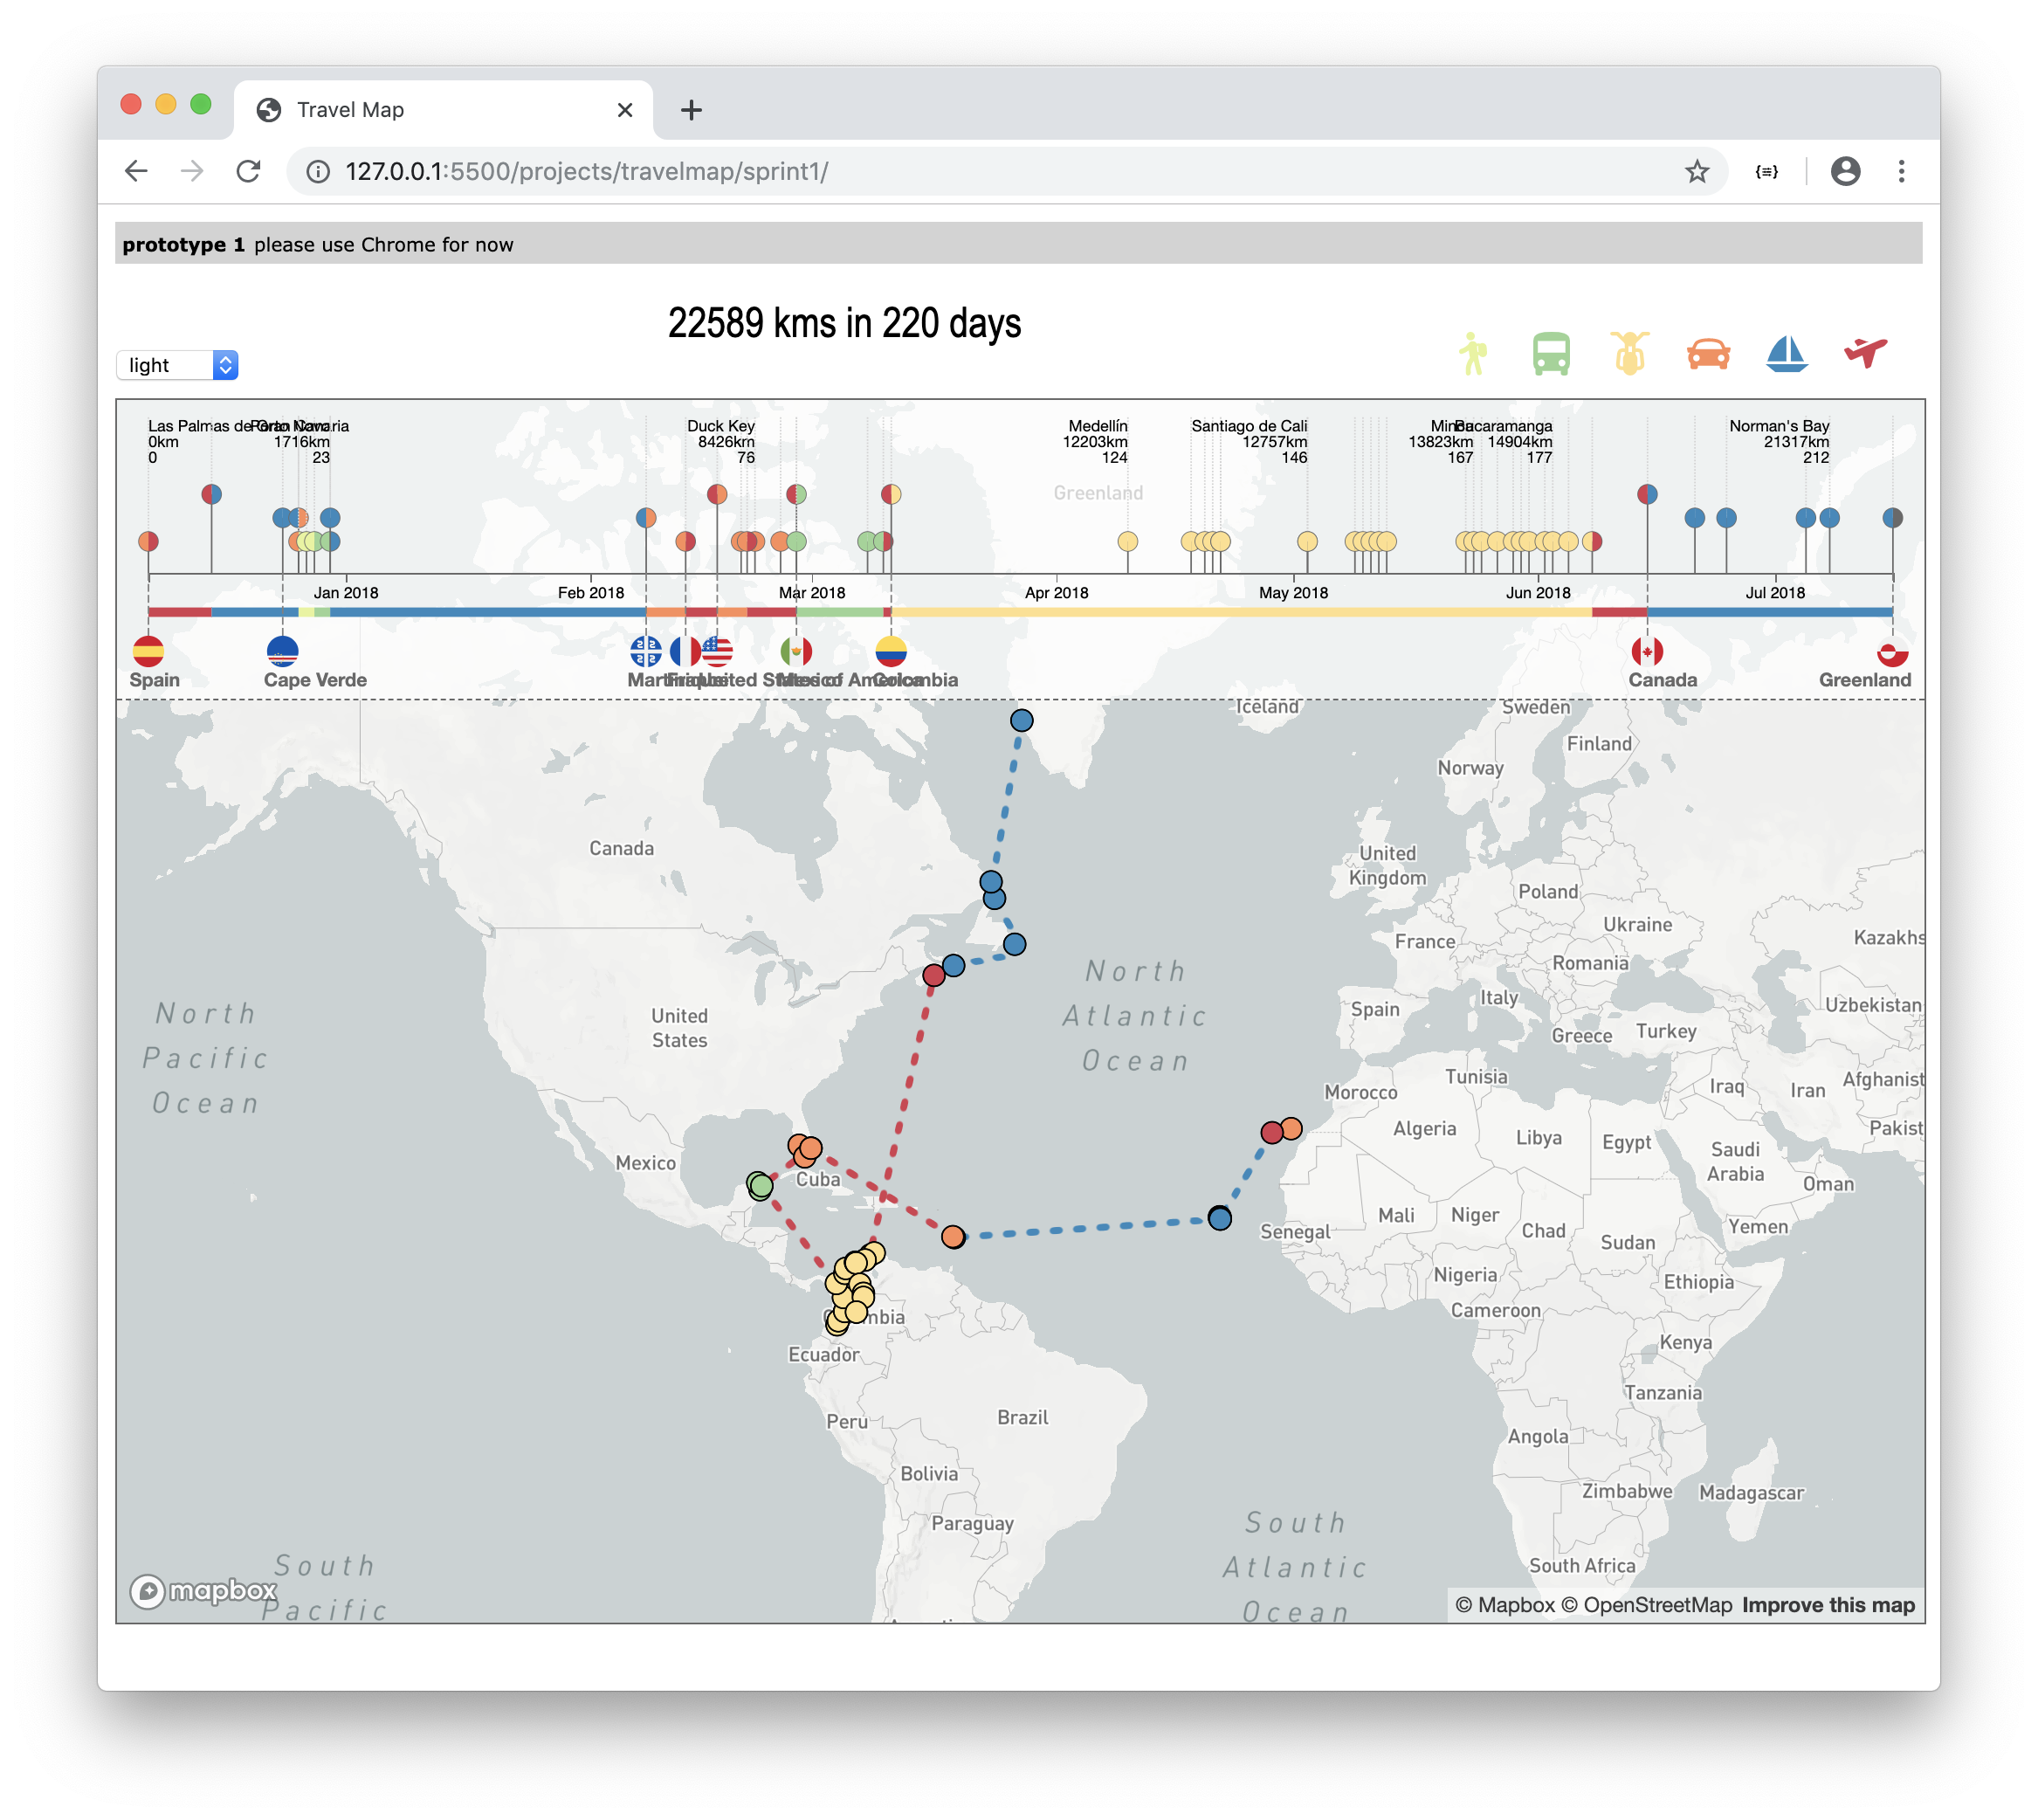 Travel Map
127.0.0.1:5500/projects/travelmap/sprint1/
prototype 1 please use Chrome for now
22589 kms in 220 days
light
Las Palmas de Gran Canaria
0km
0
1716km
23
Duck Key
8426km
76
Medellín
12203km
124
Santiago de Cali
12757km
146
13823km
167
Bucaramanga
14904km
177
Norman's Bay
21317km
212
Greenland
Jan 2018
Feb 2018
Mar 2018
Apr 2018
May 2018
Jun 2018
Jul 2018
Spain
Cape Verde
Martinique
France
United States of America
Mexico
Colombia
Canada
Greenland
Iceland
Sweden
Finland
Norway
Canada
United
Kingdom
Poland
Ukraine
France
Kazakhs
Romania
North
Atlantic
Ocean
North
Pacific
Ocean
United
States
Spain
Italy
Uzbekistan
Greece
Turkey
Tunisia
Morocco
Iraq
Iran
Afghanist
Algeria
Libya
Egypt
Pakist
Saudi
Arabia
Mexico
Cuba
Oman
Mali
Niger
Chad
Yemen
Senegal
Sudan
Nigeria
Ethiopia
Cameroon
mbia
Ecuador
Kenya
Tanzania
Peru
Brazil
Angola
Bolivia
Zimbabwe
Madagascar
Paraguay
South
Atlantic
Ocean
South Africa
South
Pacific
mapbox
© Mapbox © OpenStreetMap Improve this map